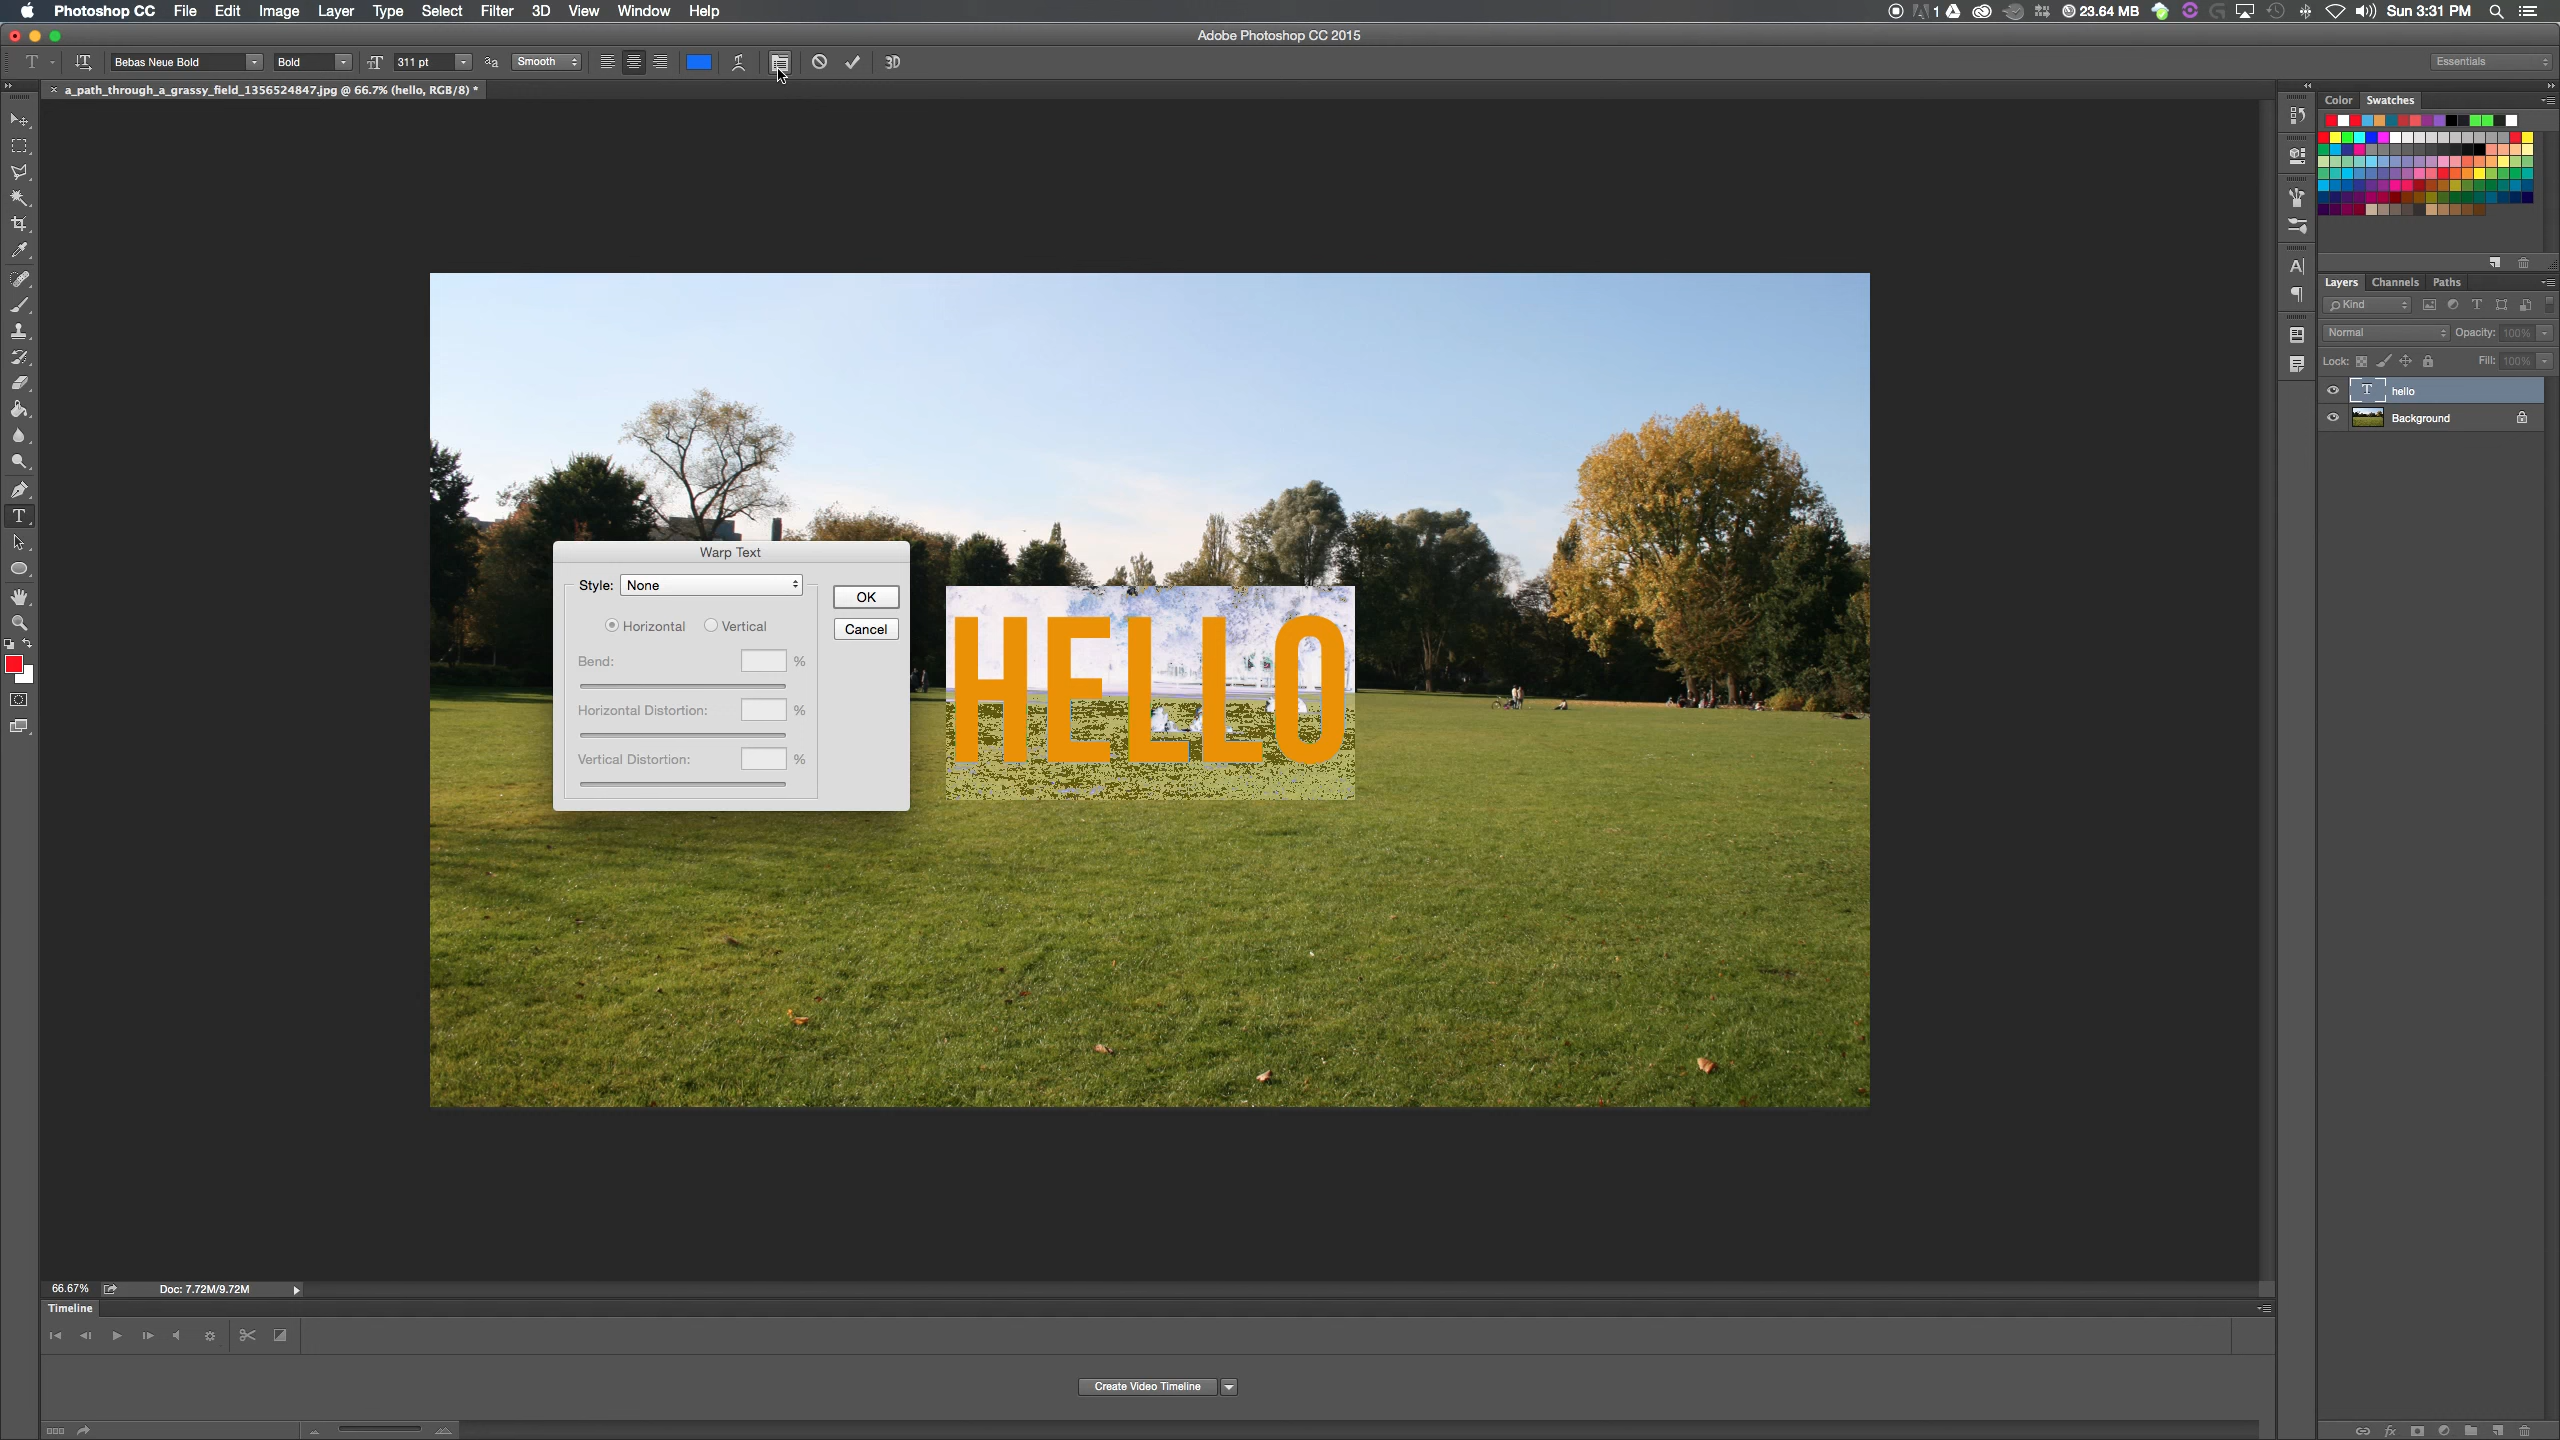 Photoshop CC File Edit Image Layer Type Select Filter 3D View Window Help
1 23.64 MB Sun 3:31 PM
Adobe Photoshop CC 2015
T Bebas Neue Bold Bold 311 pt aa Smooth 3D Essentials
× a_path_through_a_grassy_field_1356524847.jpg @ 66.7% (hello, RGB/8) *
Color Swatches
Layers Channels Paths
Kind
Normal Opacity: 100%
Lock: Fill: 100%
T hello
Background
Warp Text
Style: None
OK
Horizontal Vertical
Cancel
Bend: %
Horizontal Distortion: %
Vertical Distortion: %
HELLO
66.67% Doc: 7.72M/9.72M
Timeline
Create Video Timeline
fx